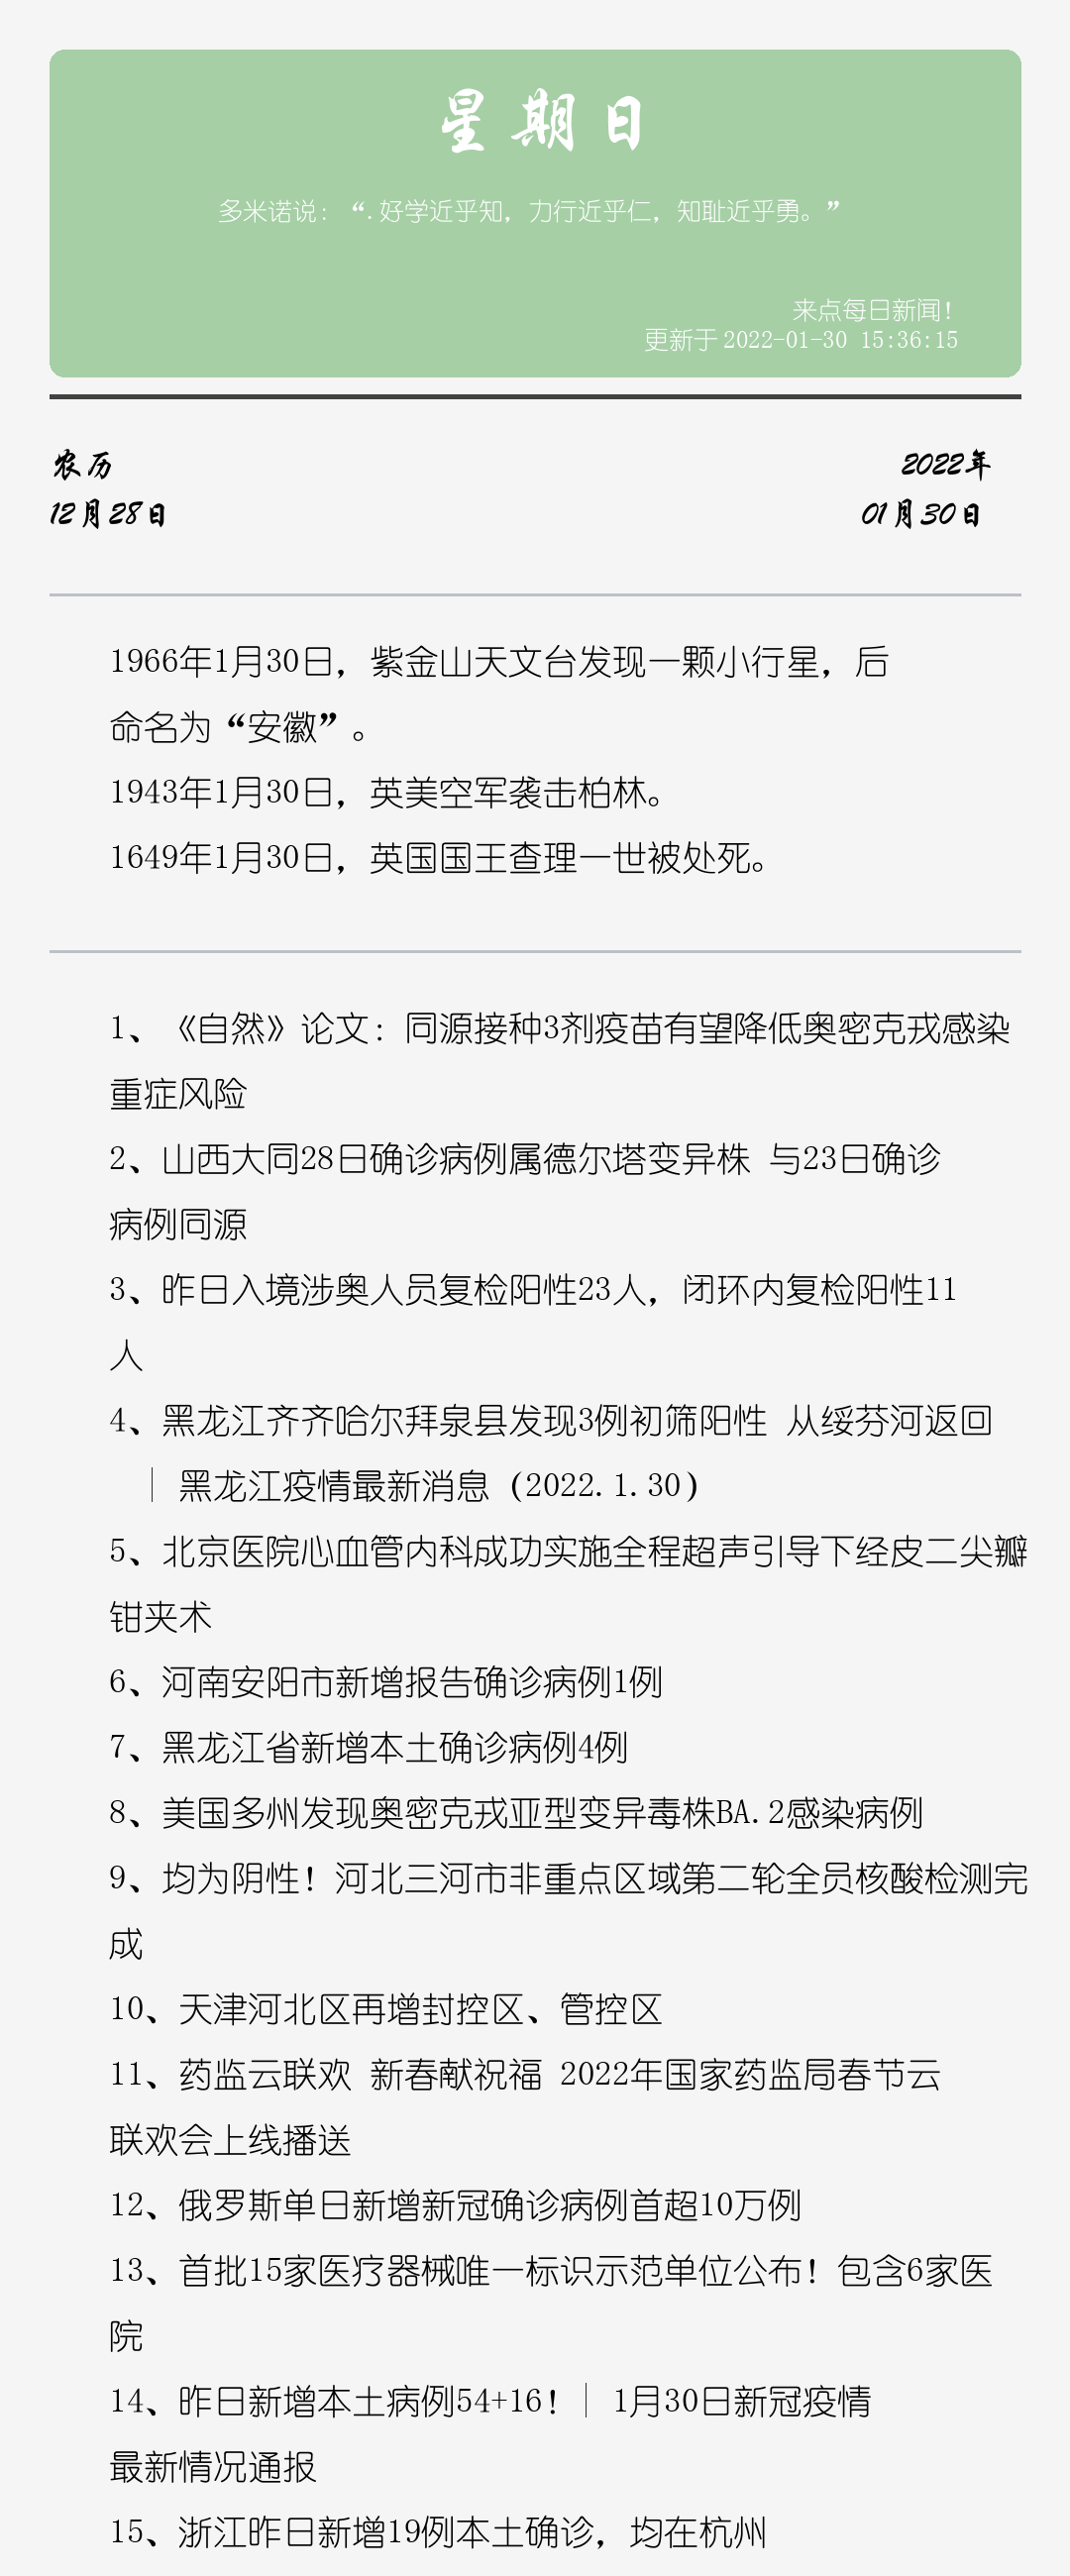 星期日
多米诺说：“.好学近乎知，力行近乎仁，知耻近乎勇。”
来点每日新闻！
更新于2022-01-30 15:36:15
农历
2022年
12月28日
01月30日
1966年1月30日，紫金山天文台发现一颗小行星，后
命名为“安徽”。
1943年1月30日，英美空军袭击柏林。
1649年1月30日，英国国王查理一世被处死。
1、《自然》论文：同源接种3剂疫苗有望降低奥密克戎感染
重症风险
2、山西大同28日确诊病例属德尔塔变异株 与23日确诊
病例同源
3、昨日入境涉奥人员复检阳性23人，闭环内复检阳性11
人
4、黑龙江齐齐哈尔拜泉县发现3例初筛阳性 从绥芬河返回
｜黑龙江疫情最新消息（2022.1.30）
5、北京医院心血管内科成功实施全程超声引导下经皮二尖瓣
钳夹术
6、河南安阳市新增报告确诊病例1例
7、黑龙江省新增本土确诊病例4例
8、美国多州发现奥密克戎亚型变异毒株BA.2感染病例
9、均为阴性！河北三河市非重点区域第二轮全员核酸检测完
成
10、天津河北区再增封控区、管控区
11、药监云联欢 新春献祝福 2022年国家药监局春节云
联欢会上线播送
12、俄罗斯单日新增新冠确诊病例首超10万例
13、首批15家医疗器械唯一标识示范单位公布！包含6家医
院
14、昨日新增本土病例54+16！｜1月30日新冠疫情
最新情况通报
15、浙江昨日新增19例本土确诊，均在杭州